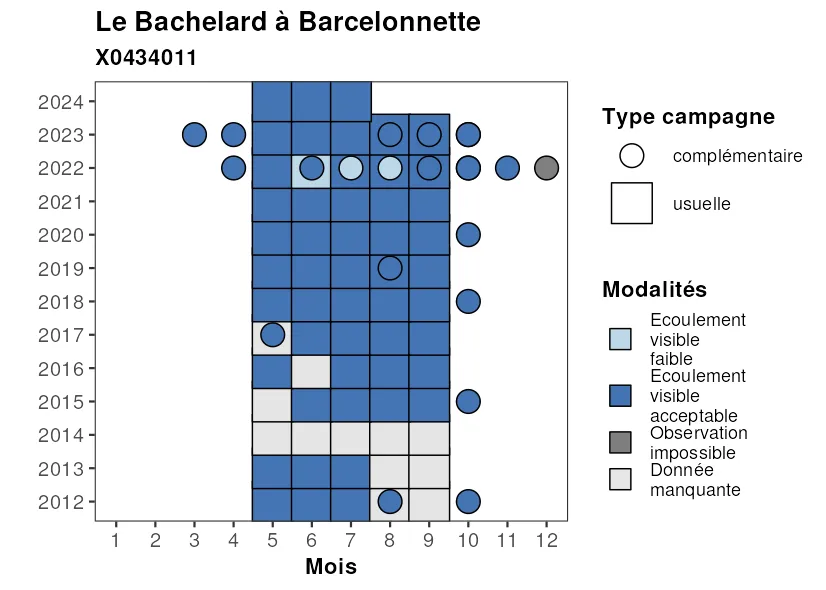 Le Bachelard à Barcelonnette
X0434011
2024
2023
2022
2021
2020
2019
2018
2017
2016
2015
2014
2013
2012
1 2 3 4 5 6 7 8 9 10 11 12
Mois
Type campagne
complémentaire
usuelle
Modalités
Ecoulement
visible
faible
Ecoulement
visible
acceptable
Observation
impossible
Donnée
manquante